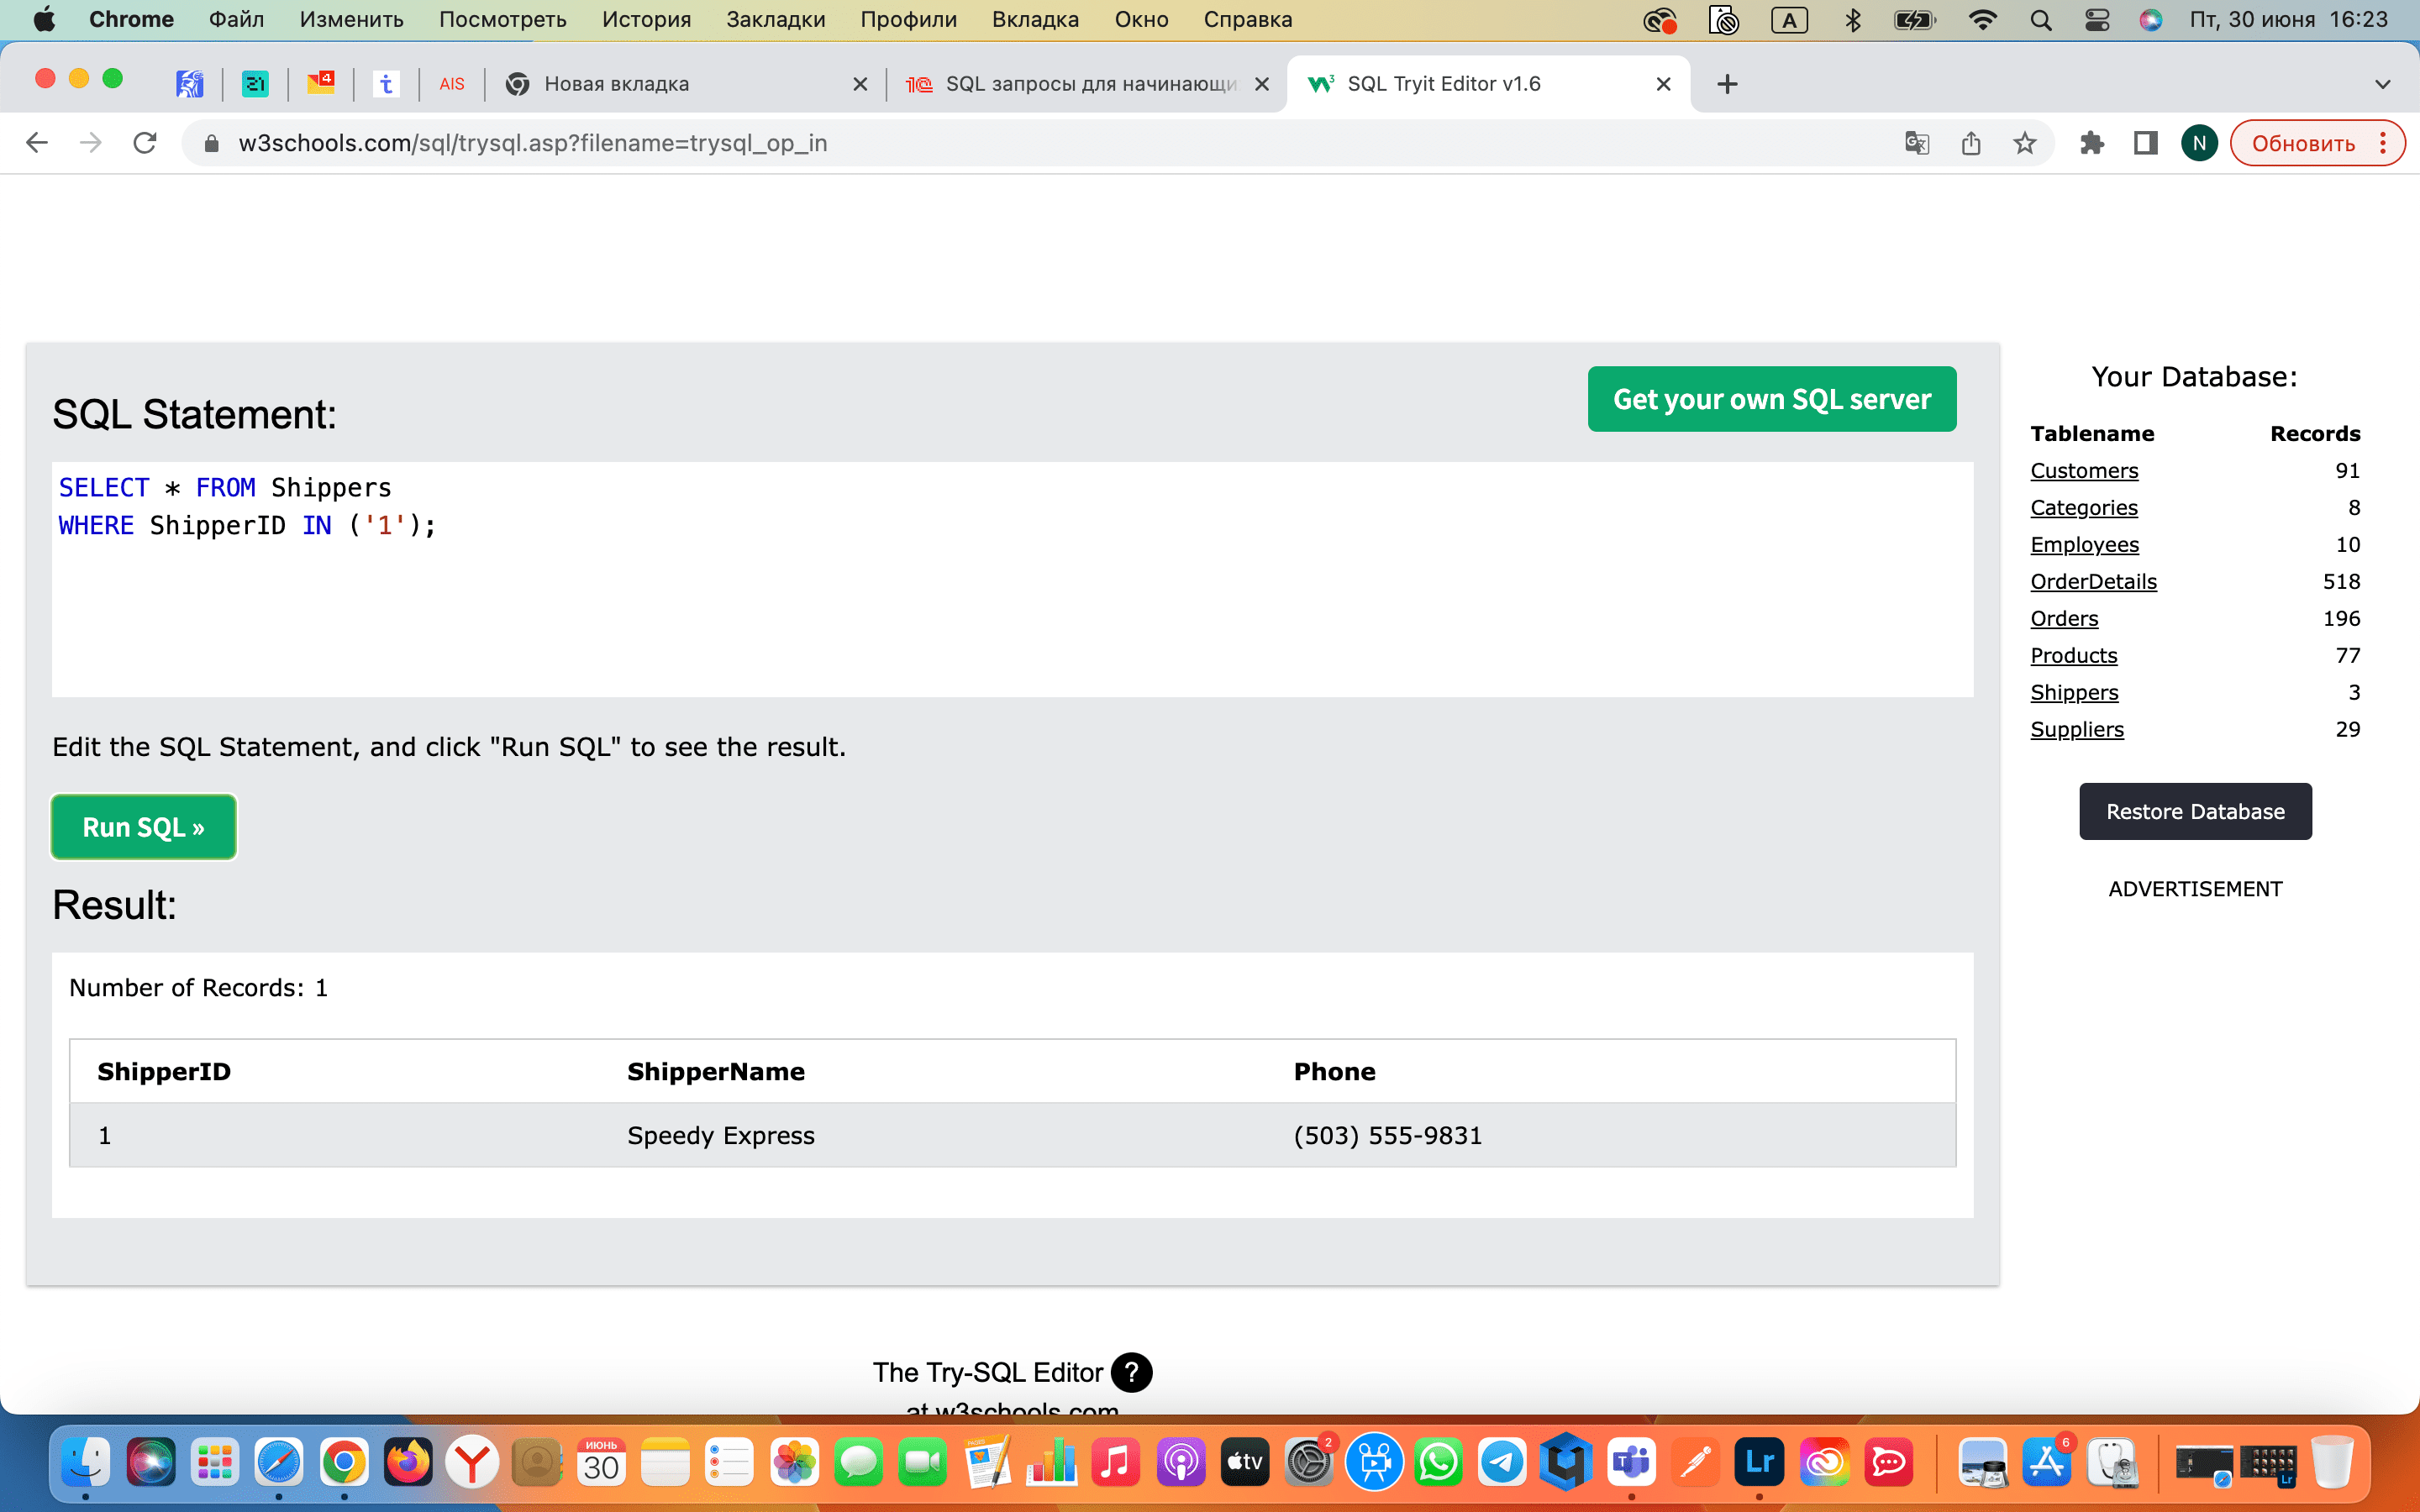 Chrome Файл Изменить Посмотреть История Закладки Профили Вкладка Окно Справка A Пт, 30 июня 16:23
21 4 t AIS Новая вкладка SQL запросы для начинающи SQL Tryit Editor v1.6
w3schools.com/sql/trysql.asp?filename=trysql_op_in N Обновить
SQL Statement:
Get your own SQL server
SELECT * FROM Shippers
WHERE ShipperID IN ('1');
Edit the SQL Statement, and click "Run SQL" to see the result.
Run SQL »
Result:
Number of Records: 1
ShipperID ShipperName Phone
1 Speedy Express (503) 555-9831
Your Database:
Tablename Records
Customers 91
Categories 8
Employees 10
OrderDetails 518
Orders 196
Products 77
Shippers 3
Suppliers 29
Restore Database
ADVERTISEMENT
The Try-SQL Editor ?
at w3schools.com
ИЮНЬ
30
tv
2
T
Lr
6
Lr